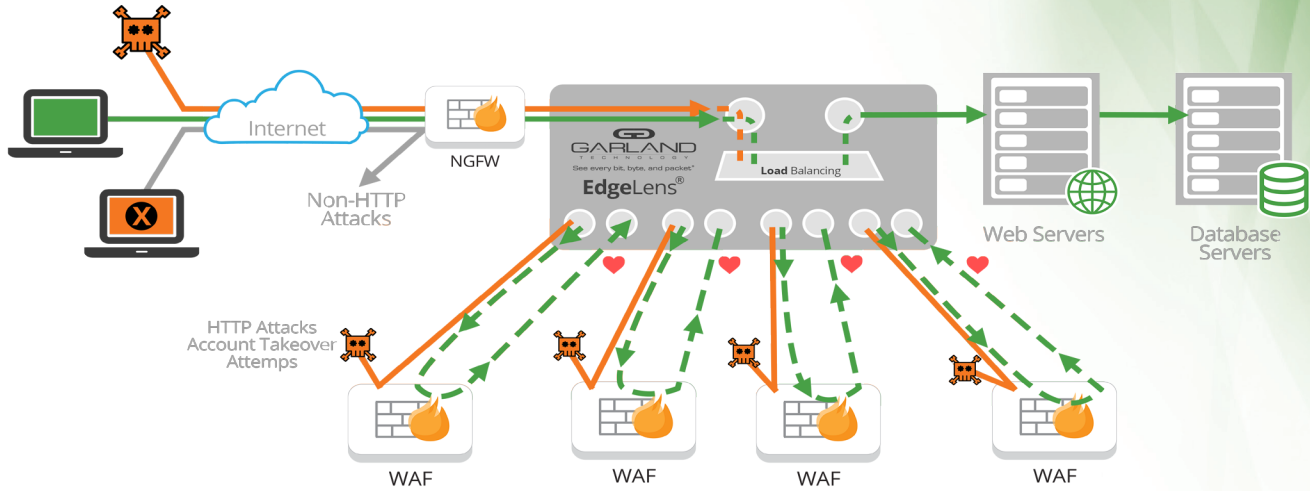 Internet
NGFW
Non-HTTP
Attacks
X
GARLAND
TECHNOLOGY
See every bit, byte, and packet®
EdgeLens®
Load Balancing
Web Servers
Database
Servers
HTTP Attacks
Account Takeover
Attemps
WAF
WAF
WAF
WAF